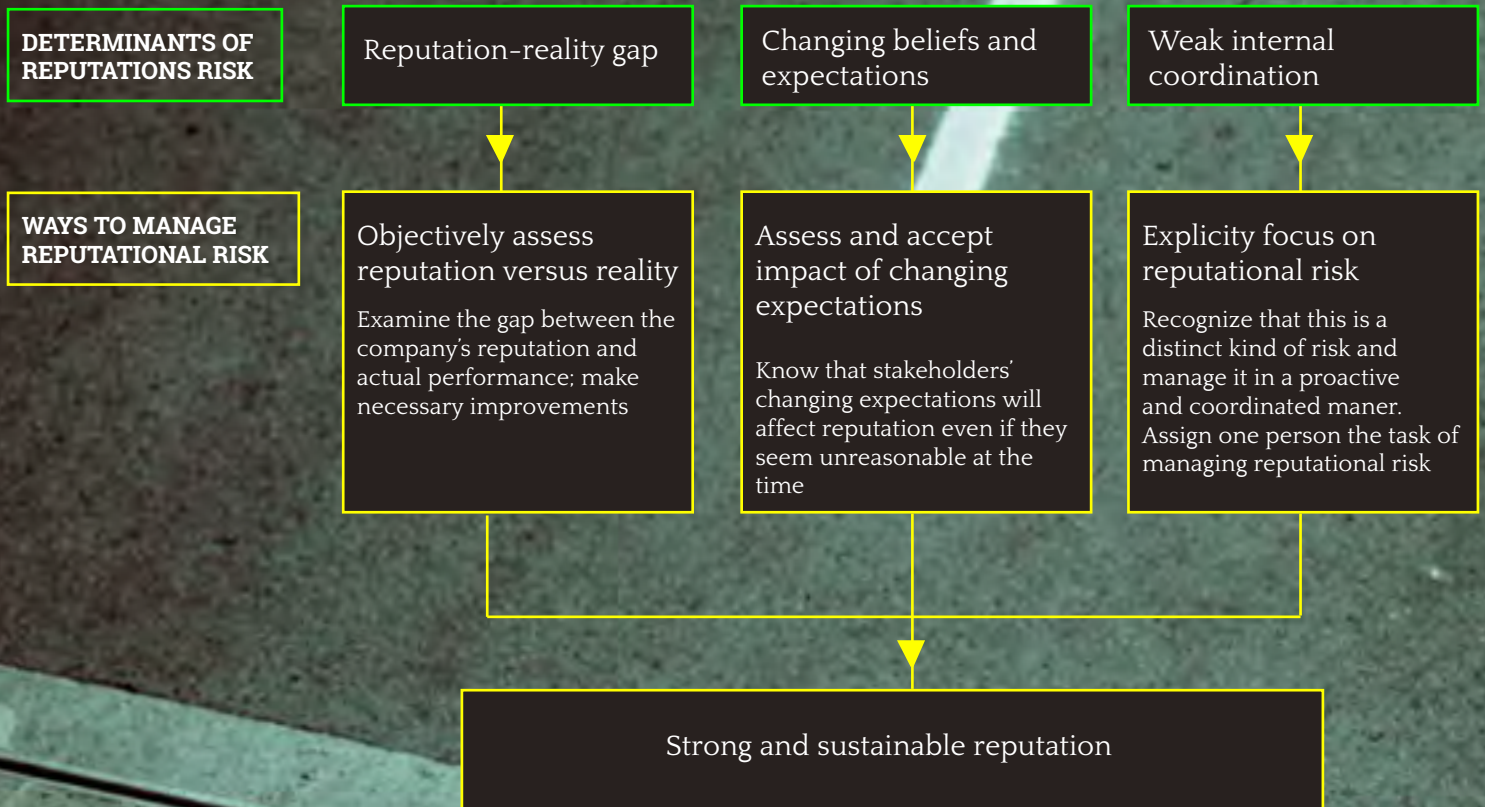 DETERMINANTS OF
REPUTATIONS RISK
Reputation-reality gap
Changing beliefs and
expectations
Weak internal
coordination
WAYS TO MANAGE
REPUTATIONAL RISK
Objectively assess
reputation versus reality
Examine the gap between the
company's reputation and
actual performance; make
necessary improvements
Assess and accept
impact of changing
expectations
Know that stakeholders'
changing expectations will
affect reputation even if they
seem unreasonable at the
time
Explicity focus on
reputational risk
Recognize that this is a
distinct kind of risk and
manage it in a proactive
and coordinated maner.
Assign one person the task of
managing reputational risk
Strong and sustainable reputation